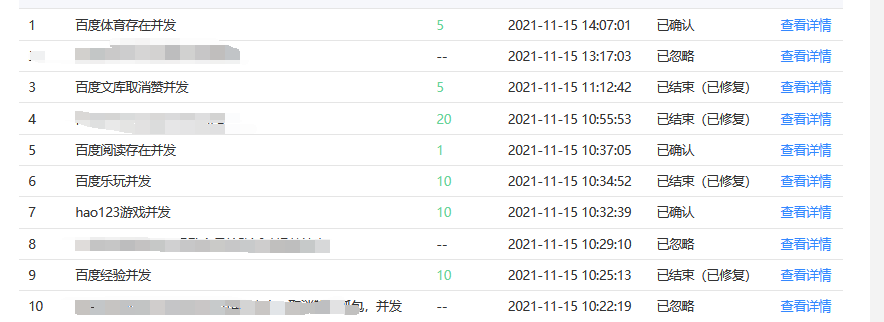 1 百度体育存在并发 5 2021-11-15 14:07:01 已确认 查看详情
-- 2021-11-15 13:17:03 已忽略 查看详情
3 百度文库取消赞并发 5 2021-11-15 11:12:42 已结束（已修复） 查看详情
4 20 2021-11-15 10:55:53 已结束（已修复） 查看详情
5 百度阅读存在并发 1 2021-11-15 10:37:05 已确认 查看详情
6 百度乐玩并发 10 2021-11-15 10:34:52 已结束（已修复） 查看详情
7 hao123游戏并发 10 2021-11-15 10:32:39 已确认 查看详情
8 -- 2021-11-15 10:29:10 已忽略 查看详情
9 百度经验并发 10 2021-11-15 10:25:13 已结束（已修复） 查看详情
10 包，并发 -- 2021-11-15 10:22:19 已忽略 查看详情